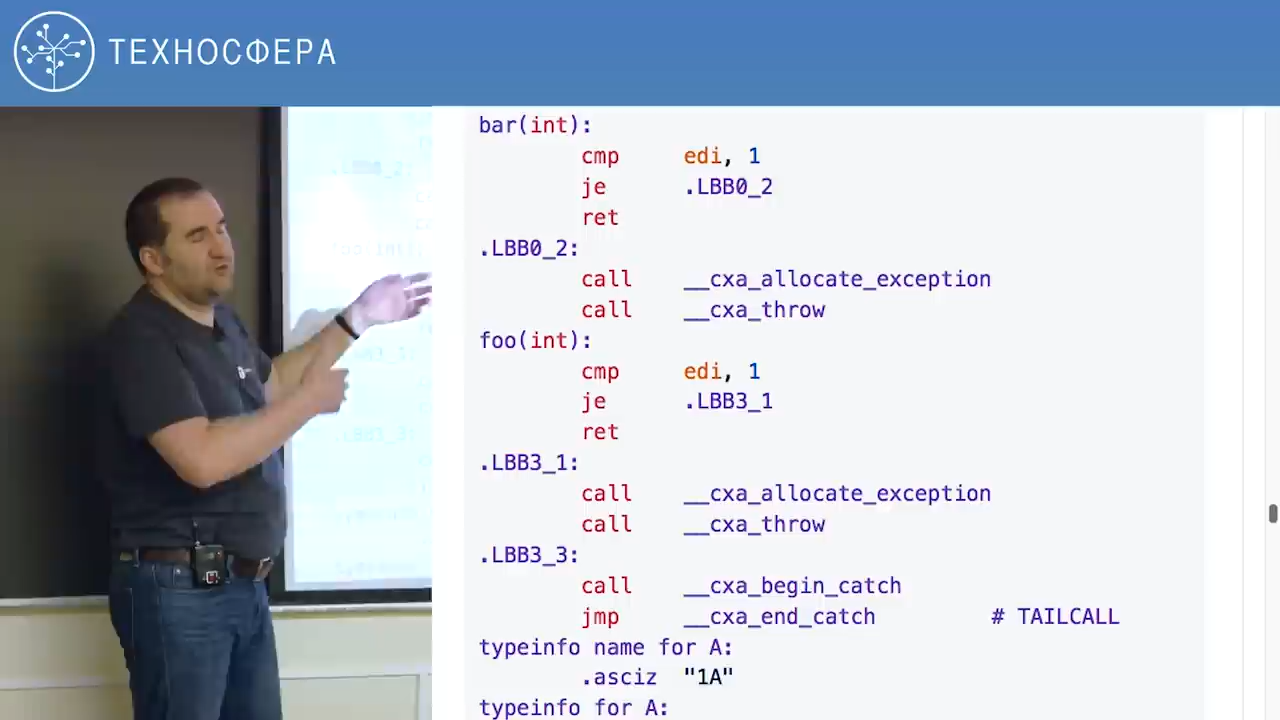 ТЕХНОСФЕРА
bar(int):
cmp edi, 1
je .LBB0_2
ret
.LBB0_2:
call __cxa_allocate_exception
call __cxa_throw
foo(int):
cmp edi, 1
je .LBB3_1
ret
.LBB3_1:
call __cxa_allocate_exception
call __cxa_throw
.LBB3_3:
call __cxa_begin_catch
jmp __cxa_end_catch # TAILCALL
typeinfo name for A:
.asciz "1A"
typeinfo for A: